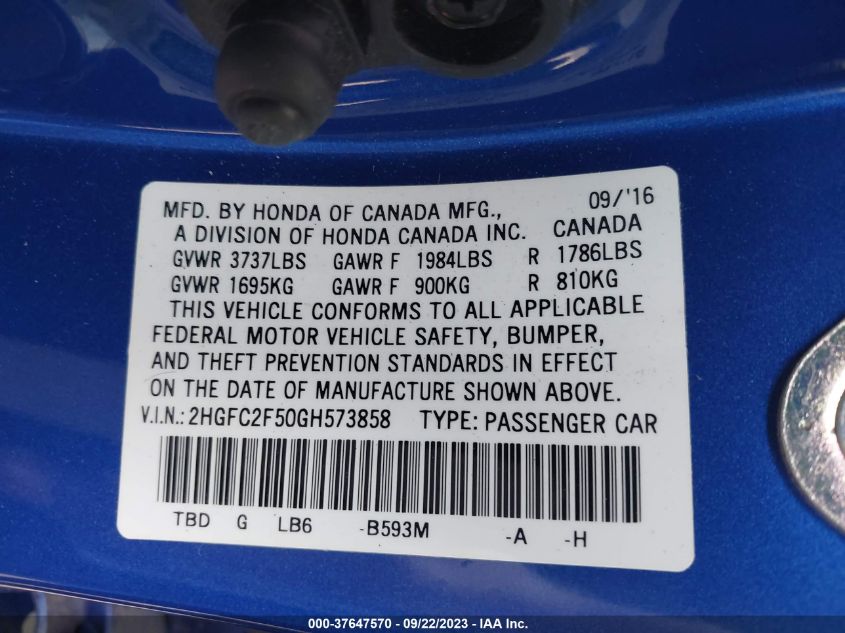 MFD. BY HONDA OF CANADA MFG., 09/'16
A DIVISION OF HONDA CANADA INC. CANADA
GVWR 3737LBS GAWR F 1984LBS R 1786LBS
GVWR 1695KG GAWR F 900KG R 810KG
THIS VEHICLE CONFORMS TO ALL APPLICABLE
FEDERAL MOTOR VEHICLE SAFETY, BUMPER,
AND THEFT PREVENTION STANDARDS IN EFFECT
ON THE DATE OF MANUFACTURE SHOWN ABOVE.
V.I.N.: 2HGFC2F50GH573858 TYPE: PASSENGER CAR
TBD G LB6 -B593M -A -H
000-37647570 - 09/22/2023 - IAA Inc.